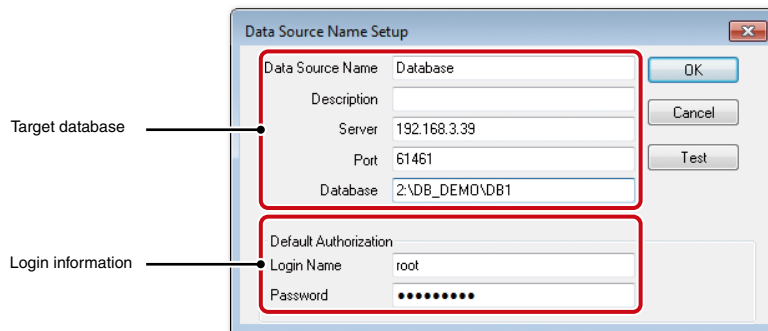 Data Source Name Setup
Data Source Name Database
OK
Description
Cancel
Target database
Server 192.168.3.39
Port 61461
Test
Database 2:\DB_DEMO\DB1
Default Authorization
Login information
Login Name root
Password •••••••••